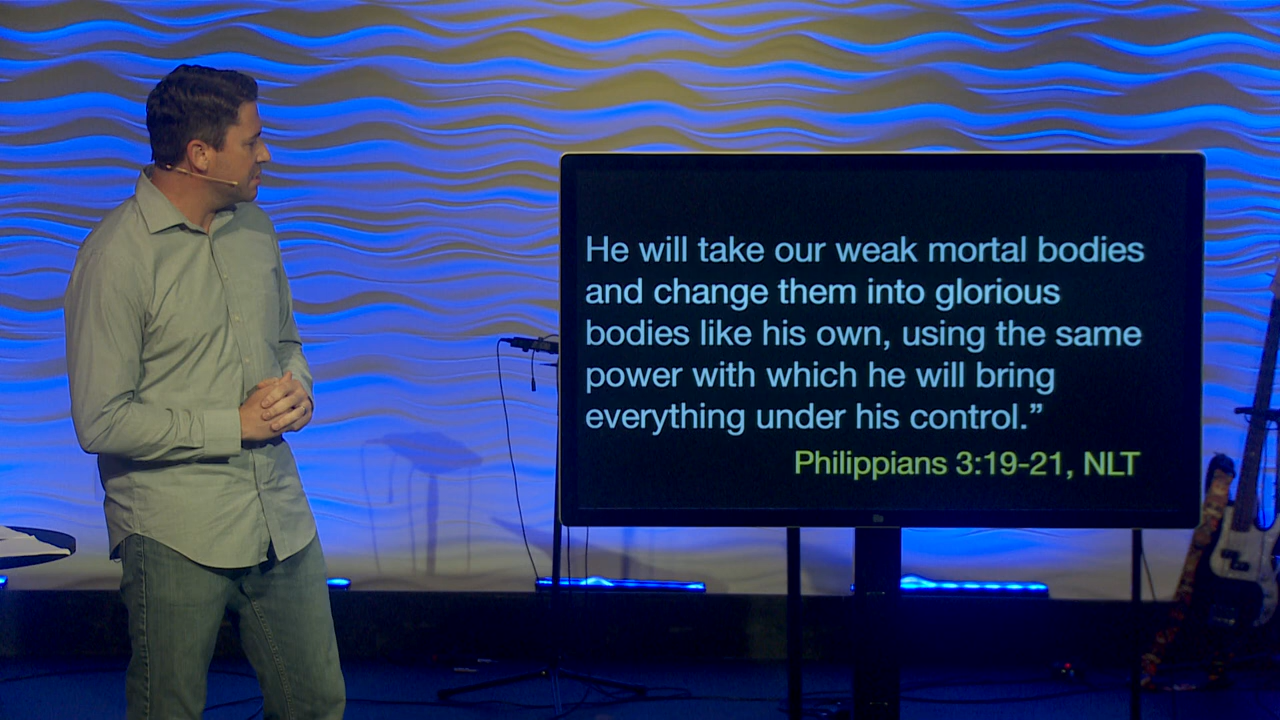 He will take our weak mortal bodies
and change them into glorious
bodies like his own, using the same
power with which he will bring
everything under his control.”
Philippians 3:19-21, NLT